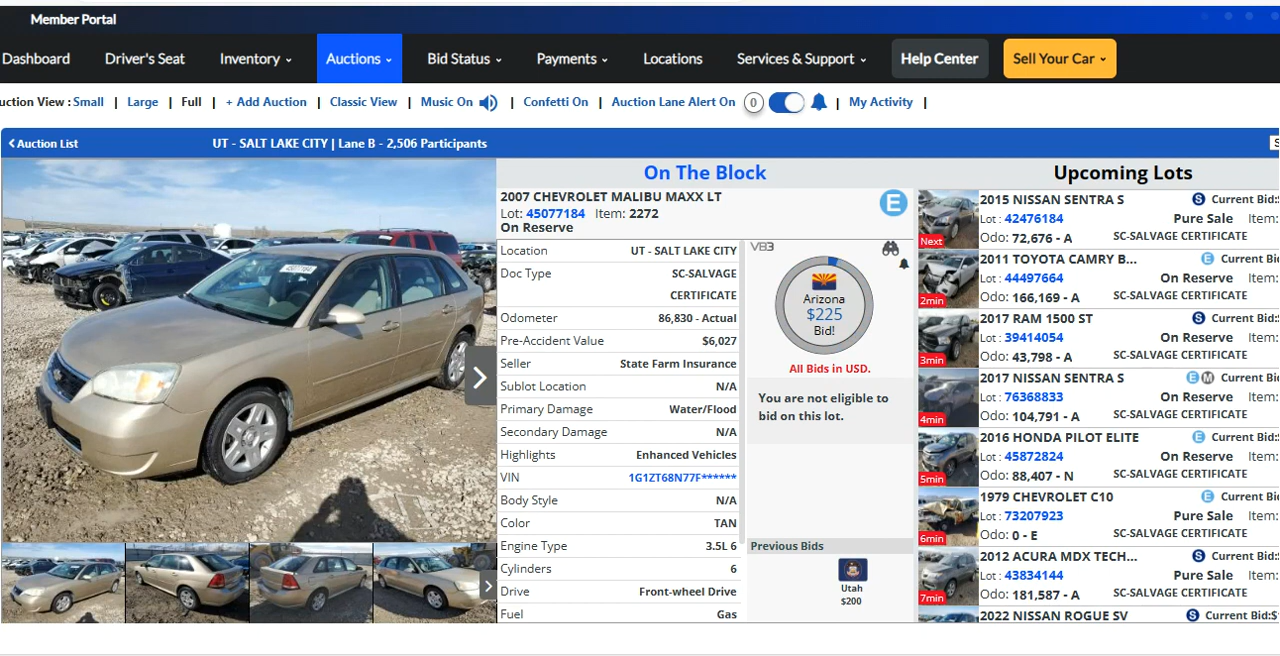 Member Portal
Dashboard Driver's Seat Inventory Auctions Bid Status Payments Locations Services & Support Help Center Sell Your Car
uction View : Small | Large | Full | + Add Auction | Classic View | Music On | Confetti On | Auction Lane Alert On 0 | My Activity |
Auction List UT - SALT LAKE CITY | Lane B - 2,506 Participants S
On The Block
2007 CHEVROLET MALIBU MAXX LT
Lot: 45077184 Item: 2272
On Reserve
E
45077184
Location UT - SALT LAKE CITY
Doc Type SC-SALVAGE
CERTIFICATE
Odometer 86,830 - Actual
Pre-Accident Value $6,027
Seller State Farm Insurance
Sublot Location N/A
Primary Damage Water/Flood
Secondary Damage N/A
Highlights Enhanced Vehicles
VIN 1G1ZT68N77F******
Body Style N/A
Color TAN
Engine Type 3.5L 6
Cylinders 6
Drive Front-wheel Drive
Fuel Gas
VB3
Arizona
$225
Bid!
All Bids in USD.
You are not eligible to
bid on this lot.
Previous Bids
Utah
$200
Upcoming Lots
2015 NISSAN SENTRA S S Current Bid:$
Lot : 42476184 Pure Sale Item:
Next Odo: 72,676 - A SC-SALVAGE CERTIFICATE
2011 TOYOTA CAMRY B... E Current Bi
Lot : 44497664 On Reserve Item:
2min Odo: 166,169 - A SC-SALVAGE CERTIFICATE
2017 RAM 1500 ST S Current Bid:$
Lot : 39414054 On Reserve Item:
3min Odo: 43,798 - A SC-SALVAGE CERTIFICATE
2017 NISSAN SENTRA S E M Current Bi
Lot : 76368833 On Reserve Item:
4min Odo: 104,791 - A SC-SALVAGE CERTIFICATE
2016 HONDA PILOT ELITE E Current Bi
Lot : 45872824 On Reserve Item:
5min Odo: 88,407 - N SC-SALVAGE CERTIFICATE
1979 CHEVROLET C10 E Current Bi
Lot : 73207923 Pure Sale Item:
6min Odo: 0 - E SC-SALVAGE CERTIFICATE
2012 ACURA MDX TECH... S Current Bid:$
Lot : 43834144 Pure Sale Item:
7min Odo: 181,587 - A SC-SALVAGE CERTIFICATE
2022 NISSAN ROGUE SV S Current Bid:$